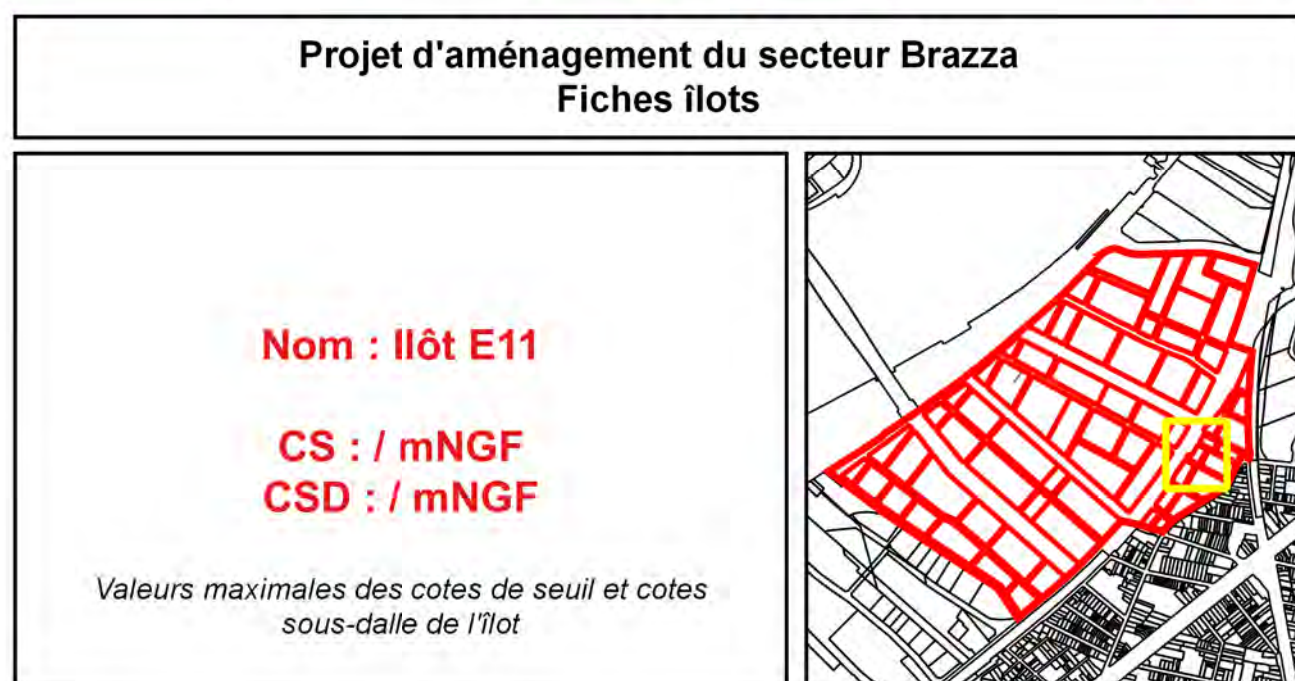 Projet d'aménagement du secteur Brazza
Fiches îlots
Nom : Ilôt E11
CS : / mNGF
CSD : / mNGF
Valeurs maximales des cotes de seuil et cotes
sous-dalle de l'îlot